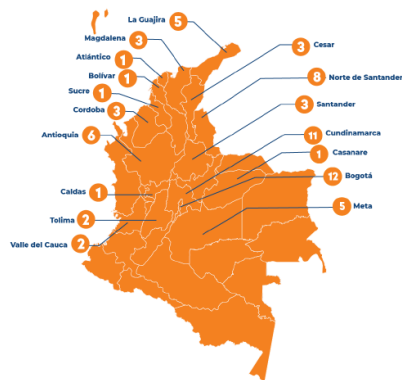 La Guajira 5
Magdalena 3
Atlántico 1
Bolívar 1
Sucre 1
Cordoba 3
Antioquia 6
Caldas 1
Tolima 2
Valle del Cauca 2
3 Cesar
8 Norte de Santander
3 Santander
11 Cundinamarca
1 Casanare
12 Bogotá
5 Meta